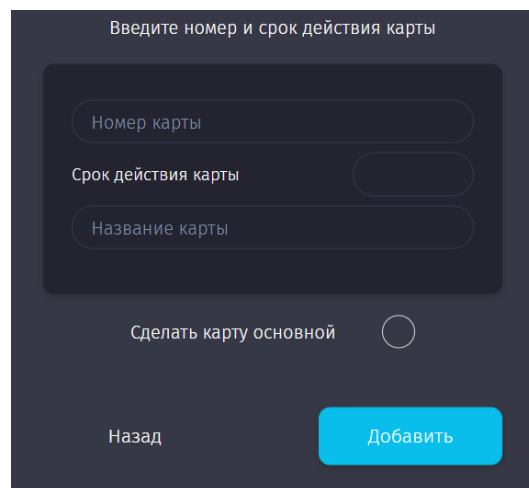 Введите номер и срок действия карты
Номер карты
Срок действия карты
Название карты
Сделать карту основной
Назад
Добавить